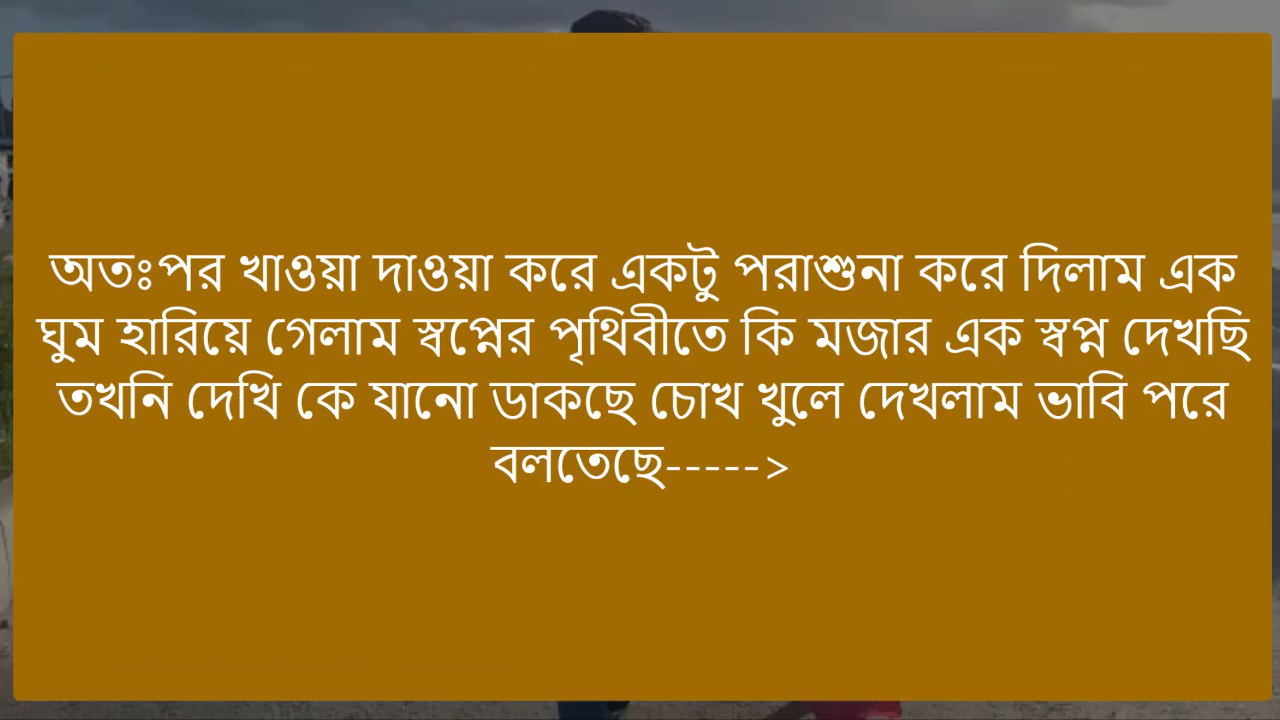 অতঃপর খাওয়া দাওয়া করে একটু পরাশুনা করে দিলাম এক
ঘুম হারিয়ে গেলাম স্বপ্নের পৃথিবীতে কি মজার এক স্বপ্ন দেখছি
তখনি দেখি কে যানো ডাকছে চোখ খুলে দেখলাম ভাবি পরে
বলতেছে----->